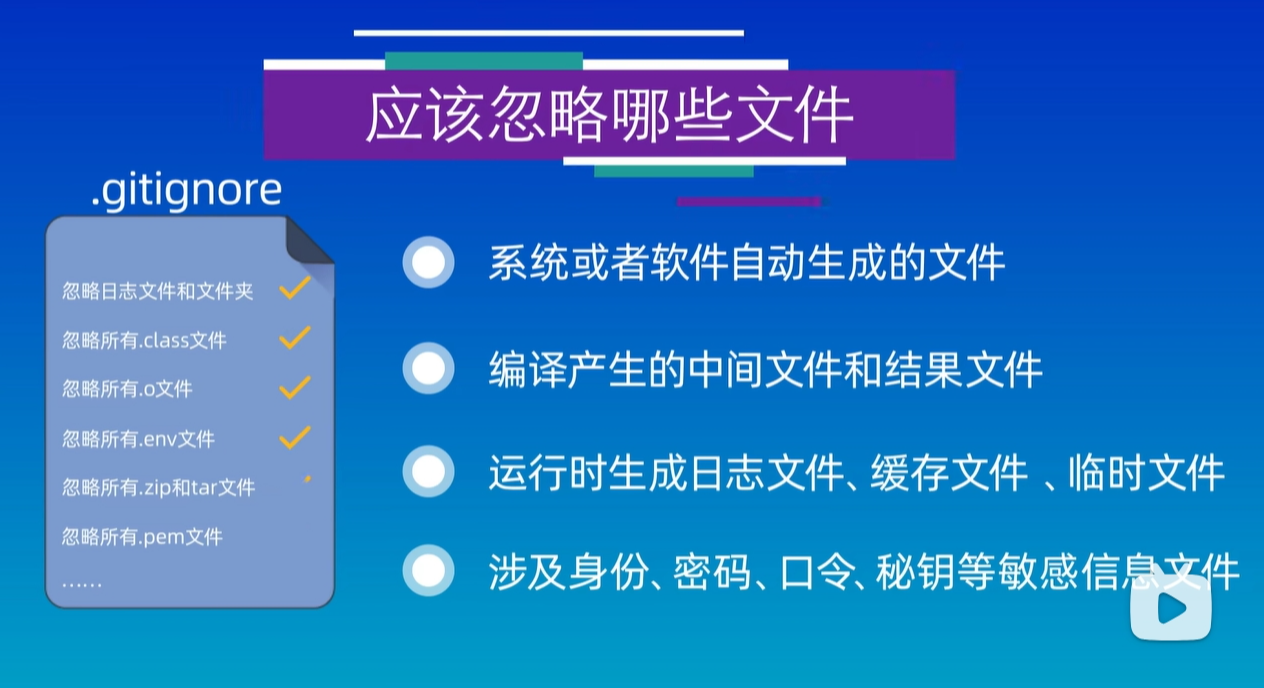 应该忽略哪些文件
.gitignore
忽略日志文件和文件夹
忽略所有.class文件
忽略所有.o文件
忽略所有.env文件
忽略所有.zip和tar文件
忽略所有.pem文件
……
系统或者软件自动生成的文件
编译产生的中间文件和结果文件
运行时生成日志文件、缓存文件 、临时文件
涉及身份、密码、口令、秘钥等敏感信息文件